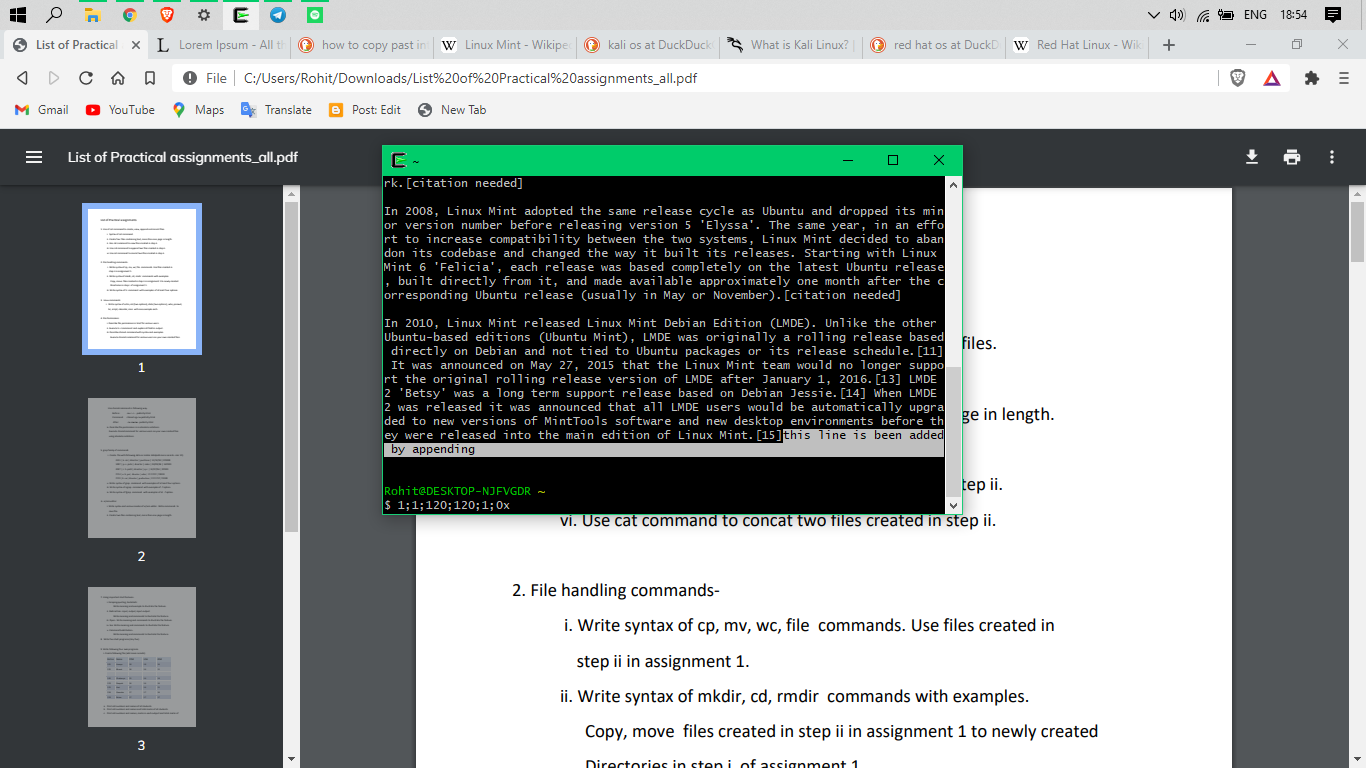 ENG 18:54
List of Practical
Lorem Ipsum - All th
how to copy past in
Linux Mint - Wikipe
kali os at DuckDuck
What is Kali Linux? |
red hat os at DuckD
Red Hat Linux - Wik
File C:/Users/Rohit/Downloads/List%20of%20Practical%20assignments_all.pdf
Gmail YouTube Maps Translate Post: Edit New Tab
List of Practical assignments_all.pdf
1
2
3
~
rk.[citation needed]
In 2008, Linux Mint adopted the same release cycle as Ubuntu and dropped its min
or version number before releasing version 5 'Elyssa'. The same year, in an effo
rt to increase compatibility between the two systems, Linux Mint decided to aban
don its codebase and changed the way it built its releases. Starting with Linux
Mint 6 'Felicia', each release was based completely on the latest Ubuntu release
, built directly from it, and made available approximately one month after the c
orresponding Ubuntu release (usually in May or November).[citation needed]
In 2010, Linux Mint released Linux Mint Debian Edition (LMDE). Unlike the other
Ubuntu-based editions (Ubuntu Mint), LMDE was originally a rolling release based
directly on Debian and not tied to Ubuntu packages or its release schedule.[11]
It was announced on May 27, 2015 that the Linux Mint team would no longer suppo
rt the original rolling release version of LMDE after January 1, 2016.[13] LMDE
2 'Betsy' was a long term support release based on Debian Jessie.[14] When LMDE
2 was released it was announced that all LMDE users would be automatically upgra
ded to new versions of MintTools software and new desktop environments before th
ey were released into the main edition of Linux Mint.[15]this line is been added
by appending
Rohit@DESKTOP-NJFVGDR ~
$ 1;1;120;120;1;0x
files.
ge in length.
tep ii.
vi. Use cat command to concat two files created in step ii.
2. File handling commands-
i. Write syntax of cp, mv, wc, file commands. Use files created in
step ii in assignment 1.
ii. Write syntax of mkdir, cd, rmdir commands with examples.
Copy, move files created in step ii in assignment 1 to newly created
Directories in step i of assignment 1